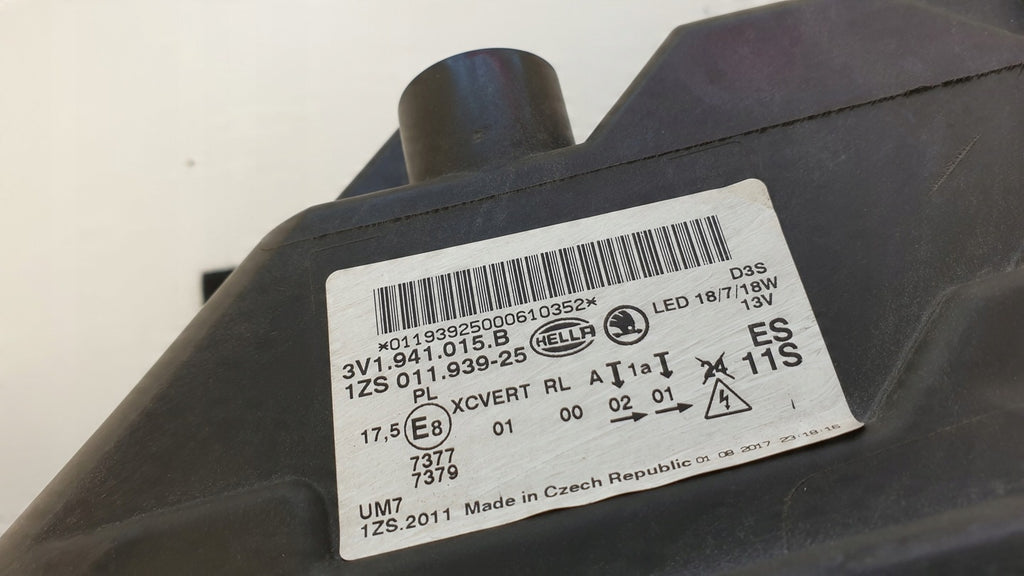 *011939250000610352*
3V1.941.015.B
1ZS 011.939-25
HELLA
D3S
LED 18/7/18W
13V
ES
11S
PL
XCVERT RL A 1a 24
17,5 E8 01 00 02 01
7377
7379
UM7
1ZS.2011 Made in Czech Republic 01 08 2017 23:18:16